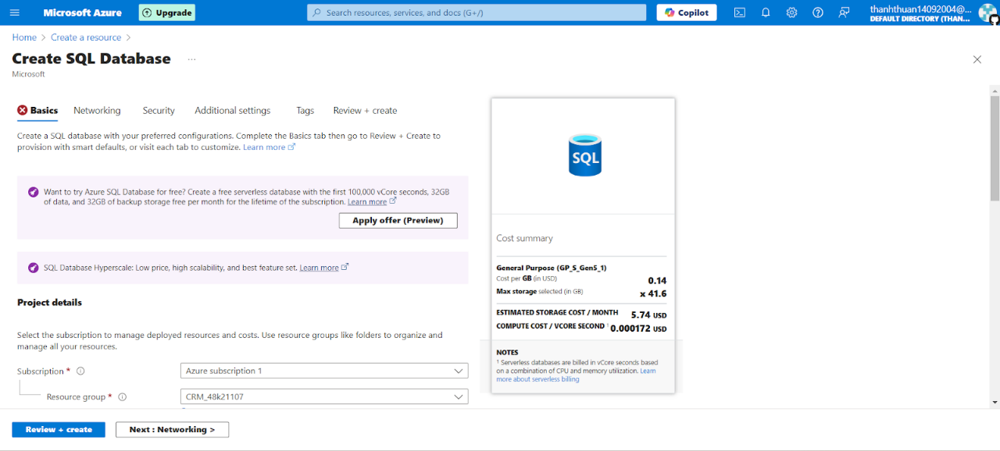 Microsoft Azure
Upgrade
Search resources, services, and docs (G+/)
Copilot
thanhthuan14092004@...
DEFAULT DIRECTORY (THAN...
Home > Create a resource >
Create SQL Database ...
Microsoft
Basics Networking Security Additional settings Tags Review + create
Create a SQL database with your preferred configurations. Complete the Basics tab then go to Review + Create to
provision with smart defaults, or visit each tab to customize. Learn more
Want to try Azure SQL Database for free? Create a free serverless database with the first 100,000 vCore seconds, 32GB
of data, and 32GB of backup storage free per month for the lifetime of the subscription. Learn more
Apply offer (Preview)
SQL Database Hyperscale: Low price, high scalability, and best feature set. Learn more
Project details
Select the subscription to manage deployed resources and costs. Use resource groups like folders to organize and
manage all your resources.
Subscription * Azure subscription 1
Resource group * CRM_48k21107
Review + create
Next : Networking >
SQL
Cost summary
General Purpose (GP_S_Gen5_1)
Cost per GB (in USD) 0.14
Max storage selected (in GB) x 41.6
ESTIMATED STORAGE COST / MONTH 5.74 USD
COMPUTE COST / VCORE SECOND 1 0.000172 USD
NOTES
1 Serverless databases are billed in vCore seconds based
on a combination of CPU and memory utilization. Learn
more about serverless billing